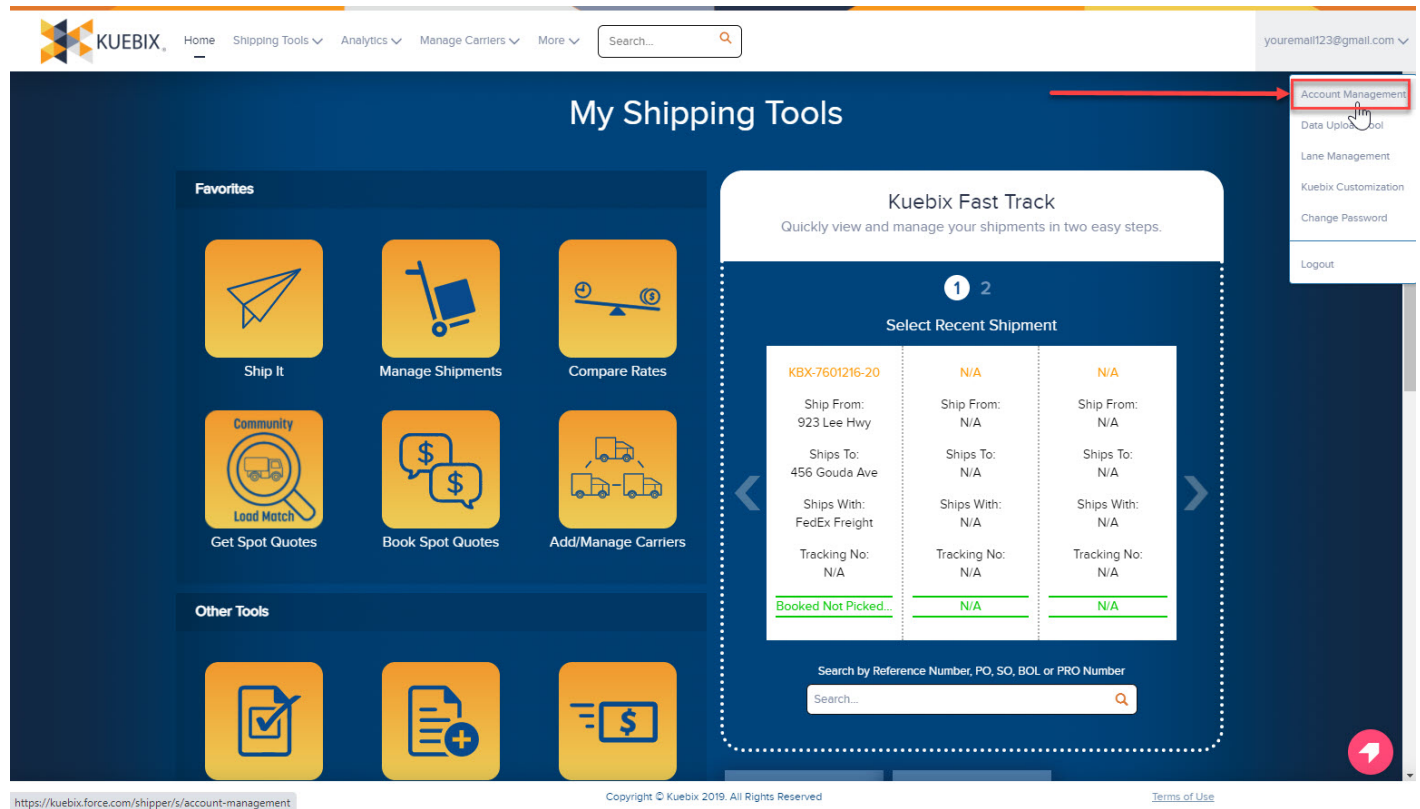 KUEBIX®
Home
Shipping Tools
Analytics
Manage Carriers
More
Search...
youremail123@gmail.com
Account Management
Data Upload Tool
Lane Management
Kuebix Customization
Change Password
Logout
My Shipping Tools
Favorites
Ship It
Manage Shipments
Compare Rates
Community
Load Match
Get Spot Quotes
Book Spot Quotes
Add/Manage Carriers
Other Tools
Kuebix Fast Track
Quickly view and manage your shipments in two easy steps.
1 2
Select Recent Shipment
KBX-7601216-20
Ship From:
923 Lee Hwy
Ships To:
456 Gouda Ave
Ships With:
FedEx Freight
Tracking No:
N/A
Booked Not Picked...
N/A
Ship From:
N/A
Ships To:
N/A
Ships With:
N/A
Tracking No:
N/A
N/A
N/A
Ship From:
N/A
Ships To:
N/A
Ships With:
N/A
Tracking No:
N/A
N/A
Search by Reference Number, PO, SO, BOL or PRO Number
Search...
https://kuebix.force.com/shipper/s/account-management
Copyright © Kuebix 2019. All Rights Reserved
Terms of Use